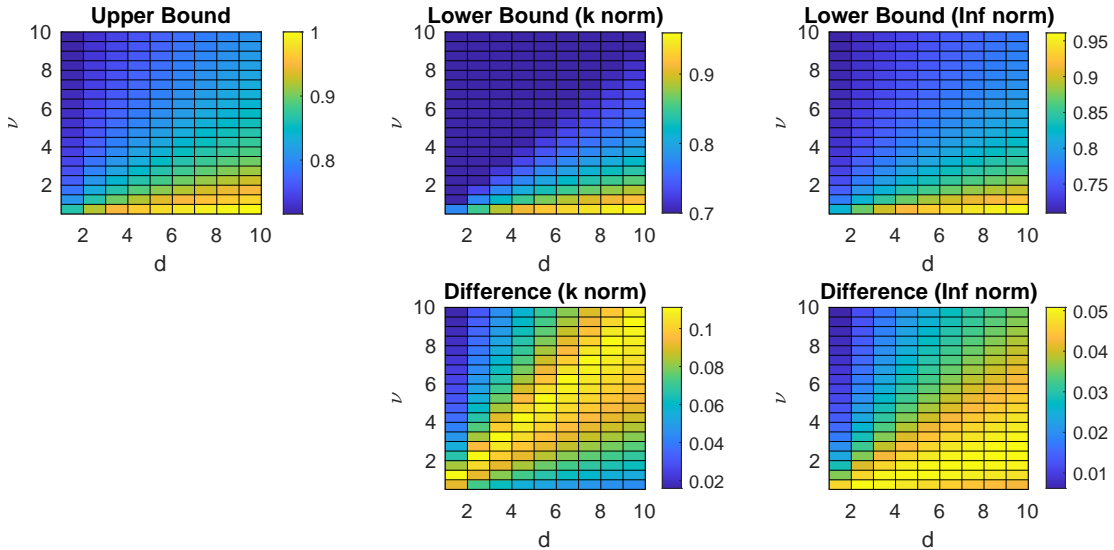 Upper Bound
10
8
6
4
2
ν
2 4 6 8 10
d
1
0.9
0.8
Lower Bound (k norm)
10
8
6
4
2
ν
2 4 6 8 10
d
0.9
0.8
0.7
Lower Bound (Inf norm)
10
8
6
4
2
ν
2 4 6 8 10
d
0.95
0.9
0.85
0.8
0.75
Difference (k norm)
10
8
6
4
2
ν
2 4 6 8 10
d
0.1
0.08
0.06
0.04
0.02
Difference (Inf norm)
10
8
6
4
2
ν
2 4 6 8 10
d
0.05
0.04
0.03
0.02
0.01